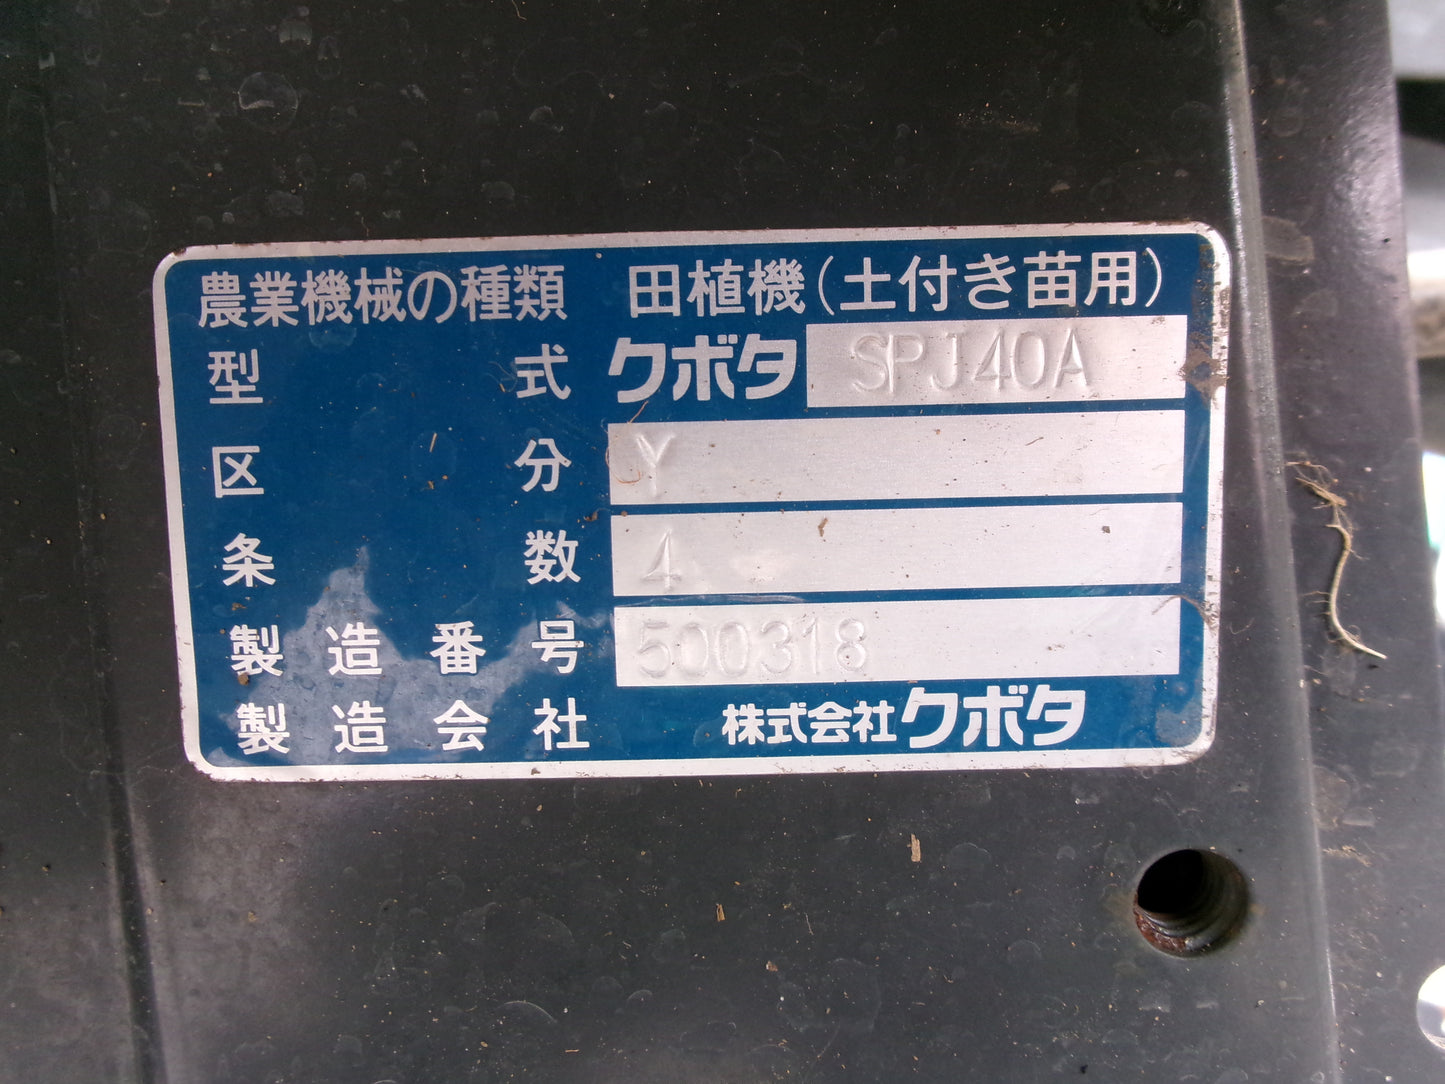 農業機械の種類 田植機(土付き苗用)
型式 クボタ SPJ40A
区分 Y
条数 4
製造番号 500318
製造会社 株式会社クボタ